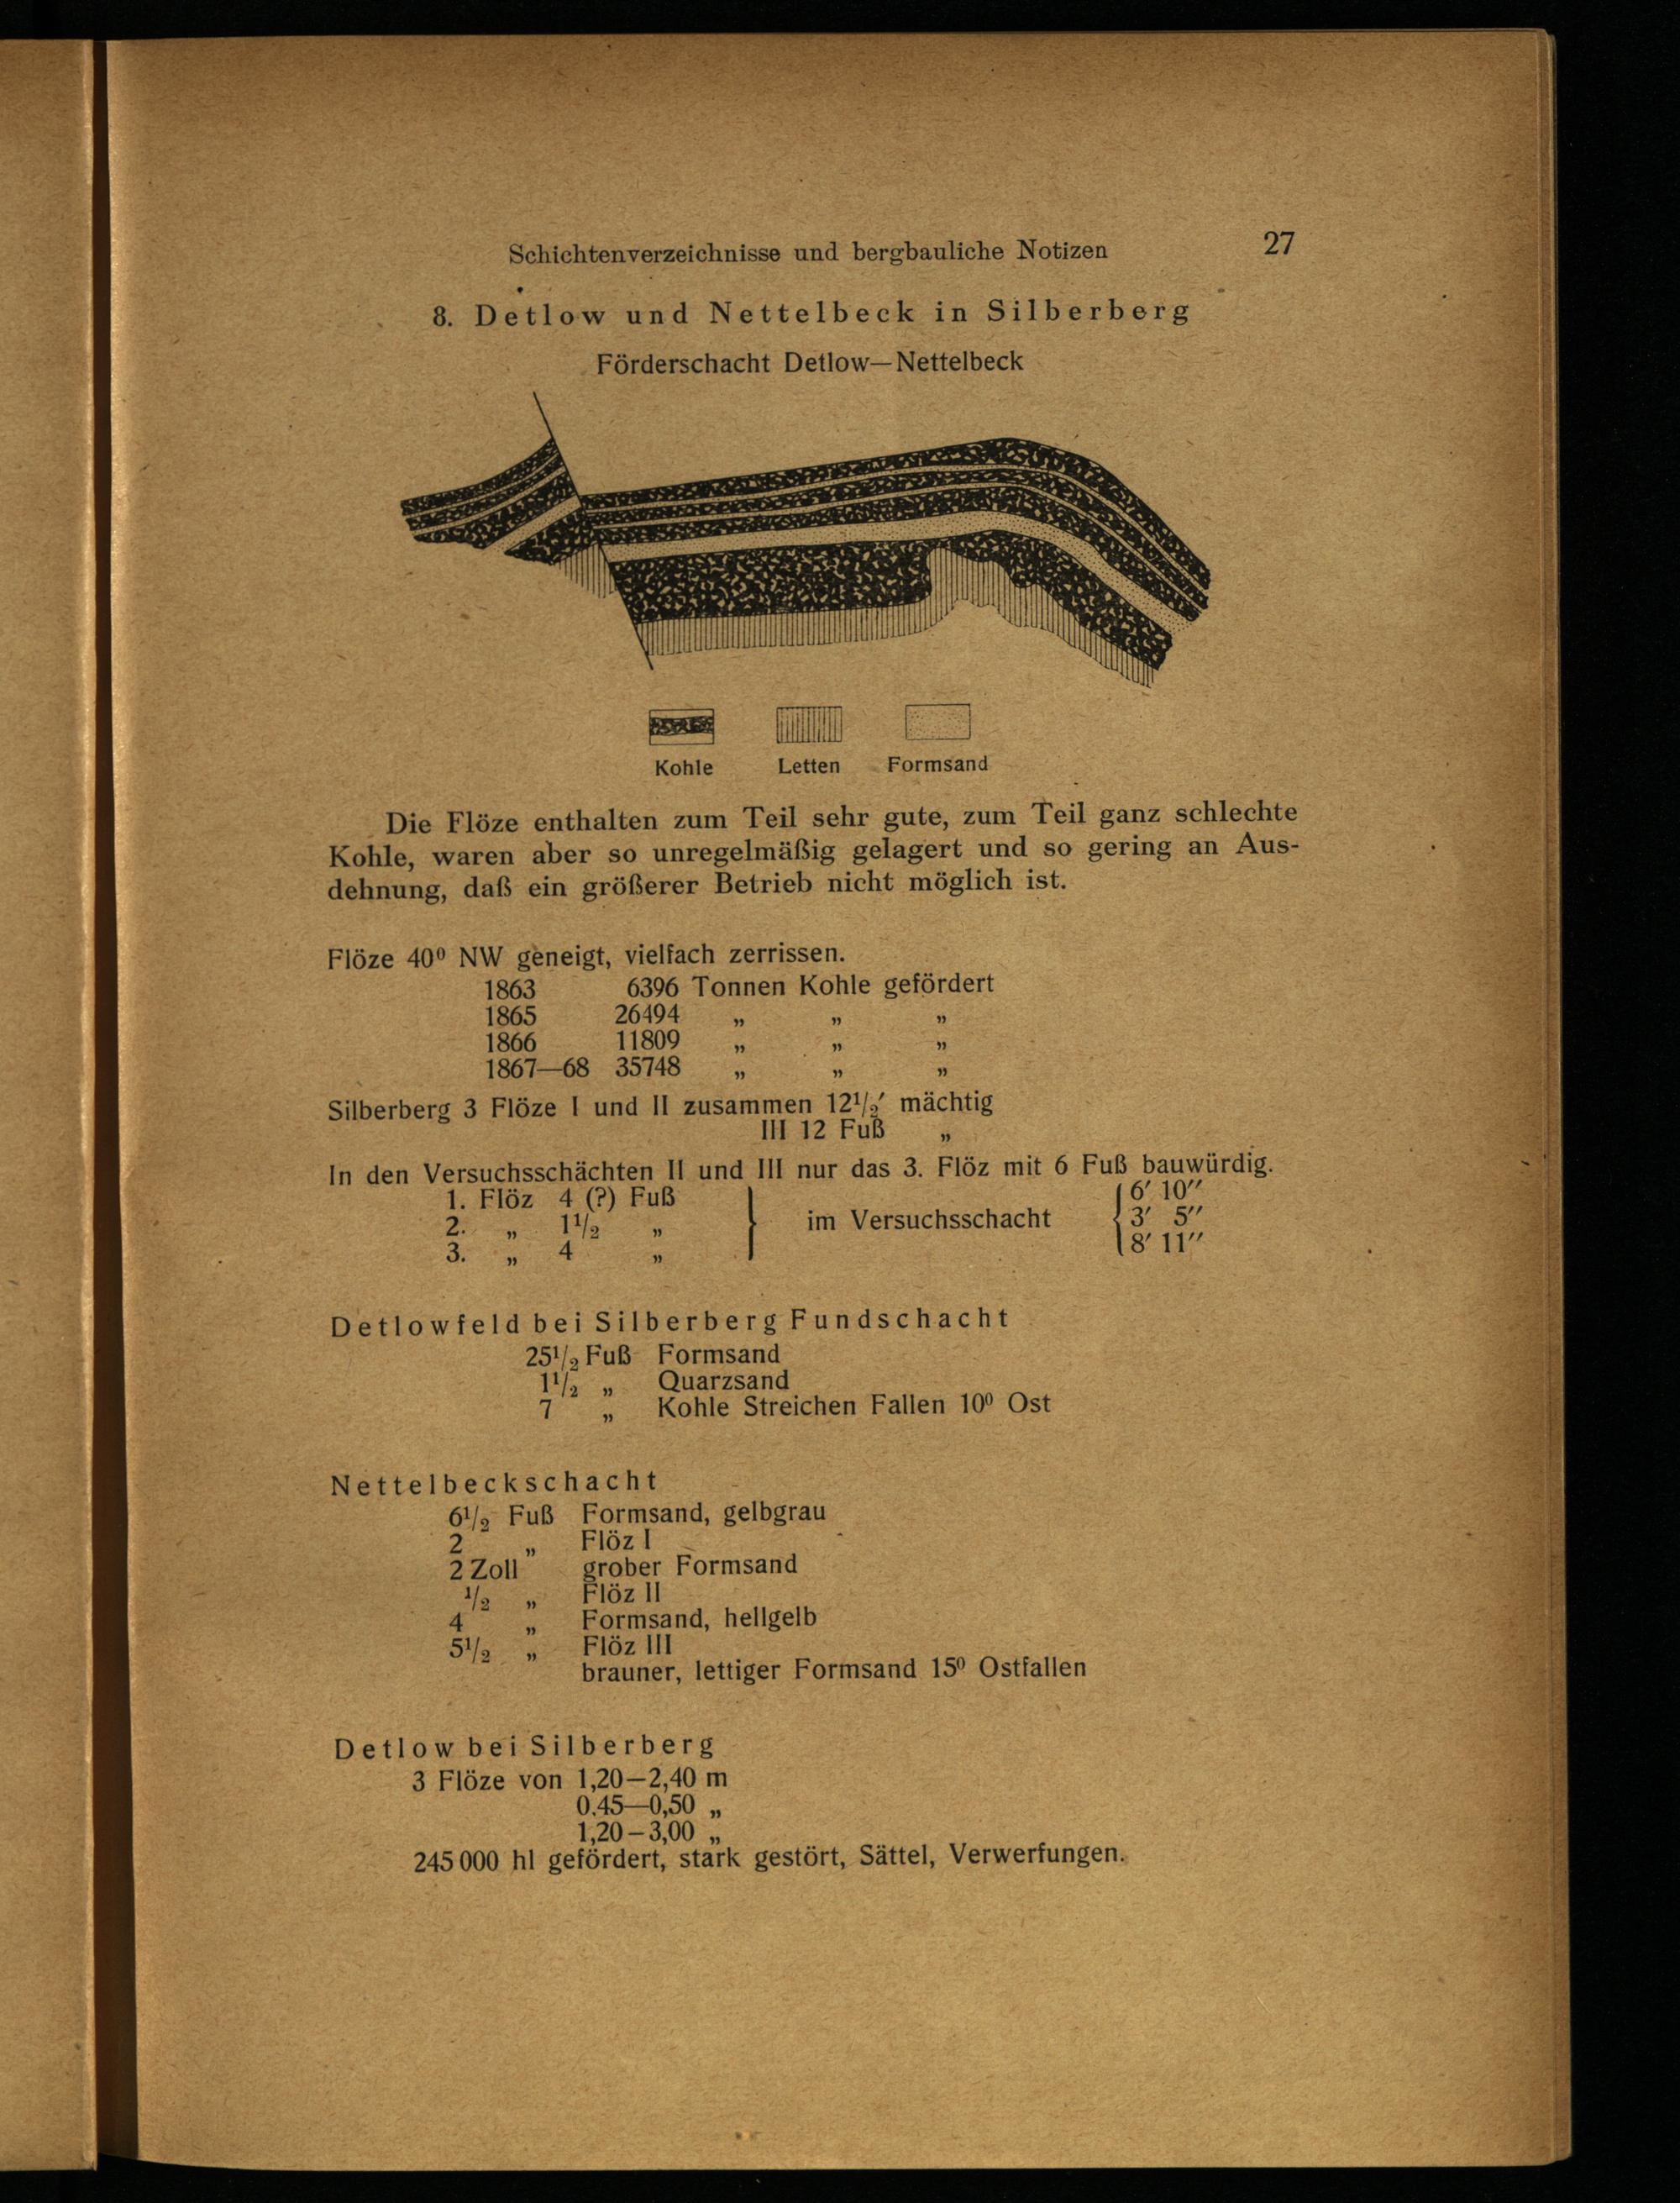 Schichtenverzeichnisse und bergbauliche Notizen 27
8. Detlow und Nettelbeck in Silberberg
Förderschacht Detlow—Nettelbeck
Kohle Letten Formsand
Die Flöze enthalten zum Teil sehr gute, zum Teil ganz schlechte
Kohle, waren aber so unregelmäßig gelagert und so gering an Aus-
dehnung, daß ein größerer Betrieb nicht möglich ist.
Flöze 40⁰ NW geneigt, vielfach zerrissen.
1863 6396 Tonnen Kohle gefördert
1865 26494 „ „ „
1866 11809 „ „ „
1867—68 35748 „ „ „
Silberberg 3 Flöze I und II zusammen 12¹/₂′ mächtig
III 12 Fuß „
In den Versuchsschächten II und III nur das 3. Flöz mit 6 Fuß bauwürdig.
1. Flöz 4 (?) Fuß 6′ 10″
2. „ 1¹/₂ „ im Versuchsschacht 3′ 5″
3. „ 4 „ 8′ 11″
Detlowfeld bei Silberberg Fundschacht
25¹/₂ Fuß Formsand
1¹/₂ „ Quarzsand
7 „ Kohle Streichen Fallen 10⁰ Ost
Nettelbeckschacht
6¹/₂ Fuß Formsand, gelbgrau
2 „ Flöz I
2 Zoll grober Formsand
¹/₂ „ Flöz II
4 „ Formsand, hellgelb
5¹/₂ „ Flöz III
brauner, lettiger Formsand 15⁰ Ostfallen
Detlow bei Silberberg
3 Flöze von 1,20—2,40 m
0.45—0,50 „
1,20—3,00 „
245 000 hl gefördert, stark gestört, Sättel, Verwerfungen.